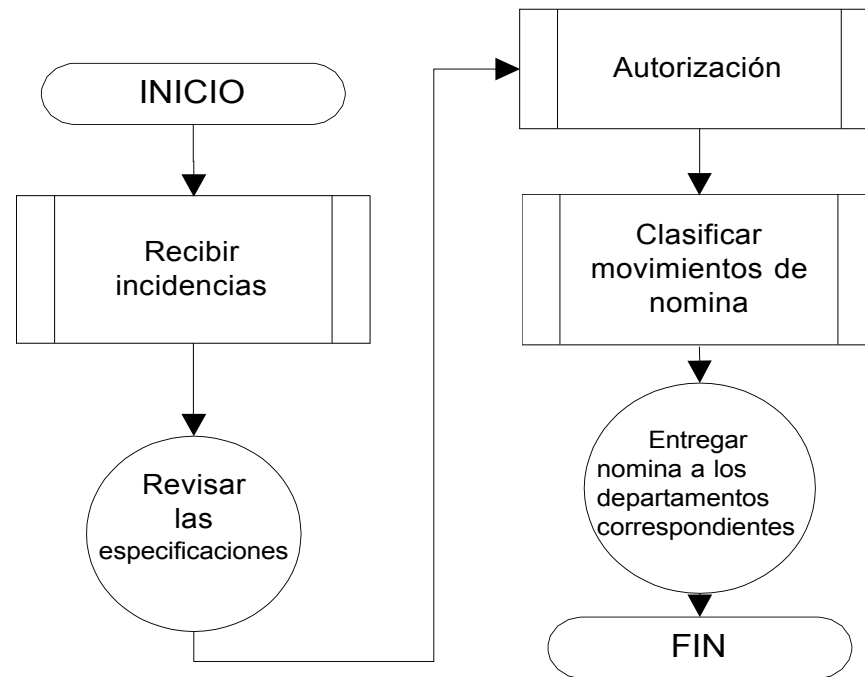 INICIO
Recibir
incidencias
Revisar
las
especificaciones
Autorización
Clasificar
movimientos de
nomina
Entregar
nomina a los
departamentos
correspondientes
FIN